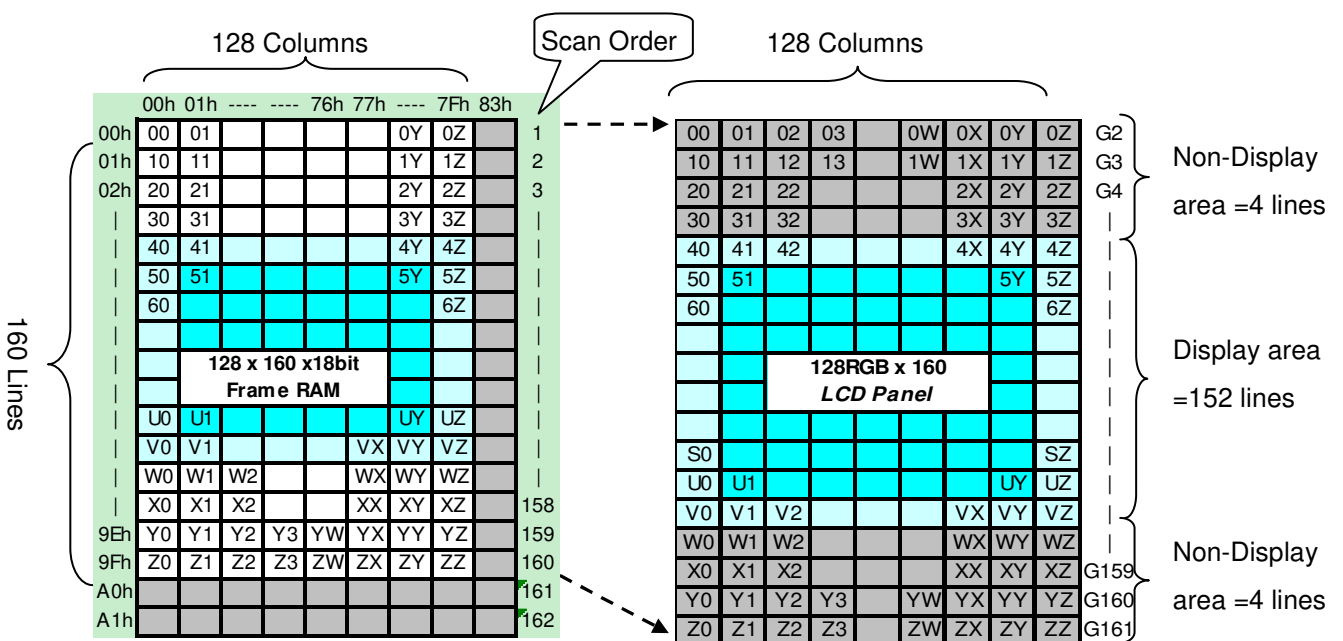 128 Columns
Scan Order
128 Columns
00h 01h ---- ---- 76h 77h ---- 7Fh 83h
00h 00 01 0Y 0Z 1
01h 10 11 1Y 1Z 2
02h 20 21 2Y 2Z 3
| 30 31 3Y 3Z |
| 40 41 4Y 4Z |
| 50 51 5Y 5Z |
| 60 6Z |
128 x 160 x18bit
Frame RAM
| U0 U1 UY UZ |
| V0 V1 VX VY VZ |
| W0 W1 W2 WX WY WZ |
| X0 X1 X2 XX XY XZ 158
9Eh Y0 Y1 Y2 Y3 YW YX YY YZ 159
9Fh Z0 Z1 Z2 Z3 ZW ZX ZY ZZ 160
A0h 161
A1h 162
160 Lines
00 01 02 03 0W 0X 0Y 0Z G2
10 11 12 13 1W 1X 1Y 1Z G3
20 21 22 2X 2Y 2Z G4
30 31 32 3X 3Y 3Z |
40 41 42 4X 4Y 4Z |
50 51 5Y 5Z |
60 6Z |
128RGB x 160
LCD Panel
S0 SZ |
U0 U1 UY UZ |
V0 V1 V2 VX VY VZ |
W0 W1 W2 WX WY WZ |
X0 X1 X2 XX XY XZ G159
Y0 Y1 Y2 Y3 YW YX YY YZ G160
Z0 Z1 Z2 Z3 ZW ZX ZY ZZ G161
Non-Display
area =4 lines
Display area
=152 lines
Non-Display
area =4 lines